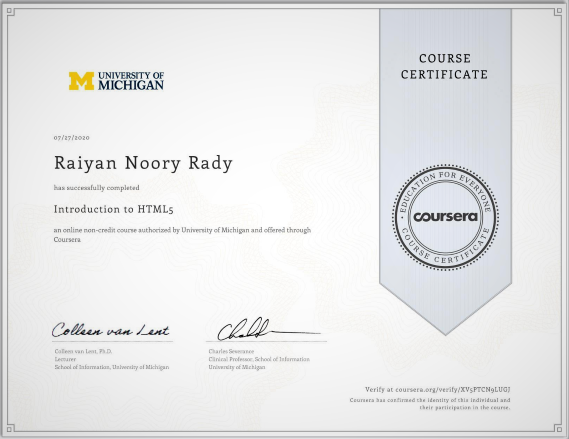 COURSE
CERTIFICATE
UNIVERSITY OF
MICHIGAN
07/27/2020
Raiyan Noory Rady
has successfully completed
Introduction to HTML5
an online non-credit course authorized by University of Michigan and offered through
Coursera
EDUCATION FOR EVERYONE
coursera
COURSE CERTIFICATE
Colleen van Lent
Colleen van Lent, Ph.D.
Lecturer
School of Information, University of Michigan
Charles Severance
Clinical Professor, School of Information
University of Michigan
Verify at coursera.org/verify/XV5PTCN9LUGJ
Coursera has confirmed the identity of this individual and
their participation in the course.